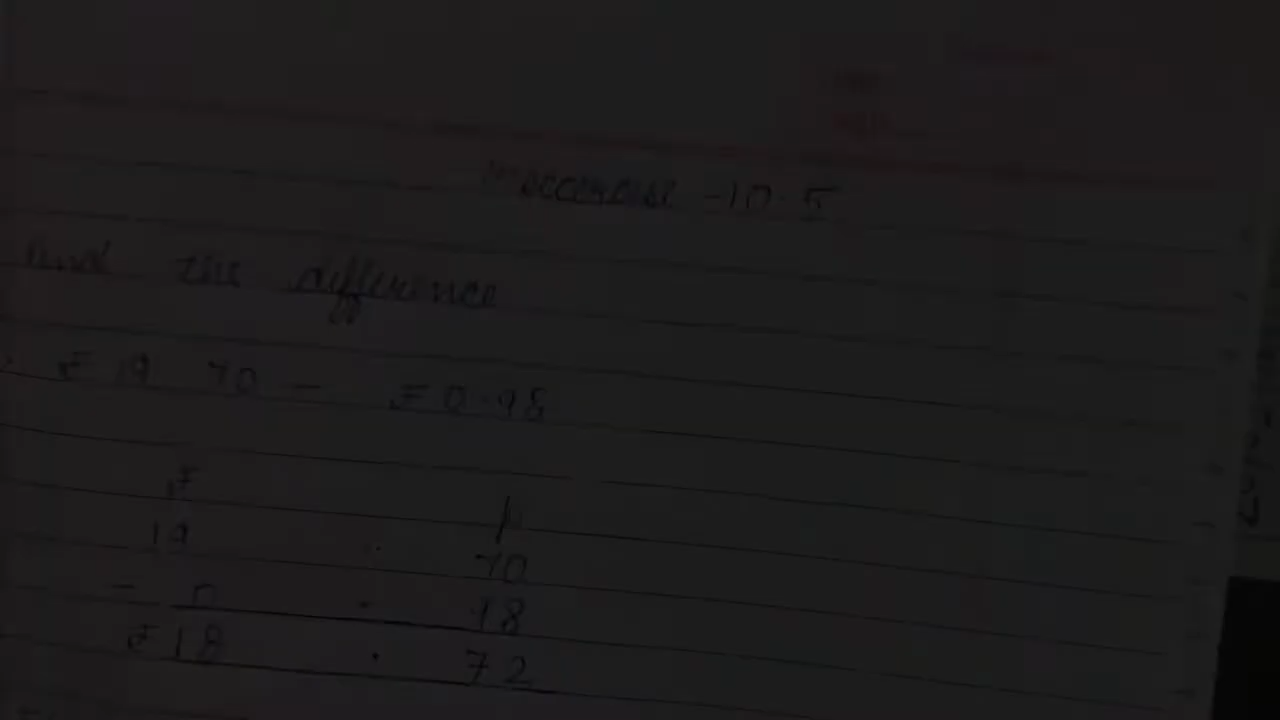 Exercise - 10.5
Find the difference
₹ 19 70 - ₹ 0.98
₹ p
19 . 70
- 0 . 98
₹ 18 . 72